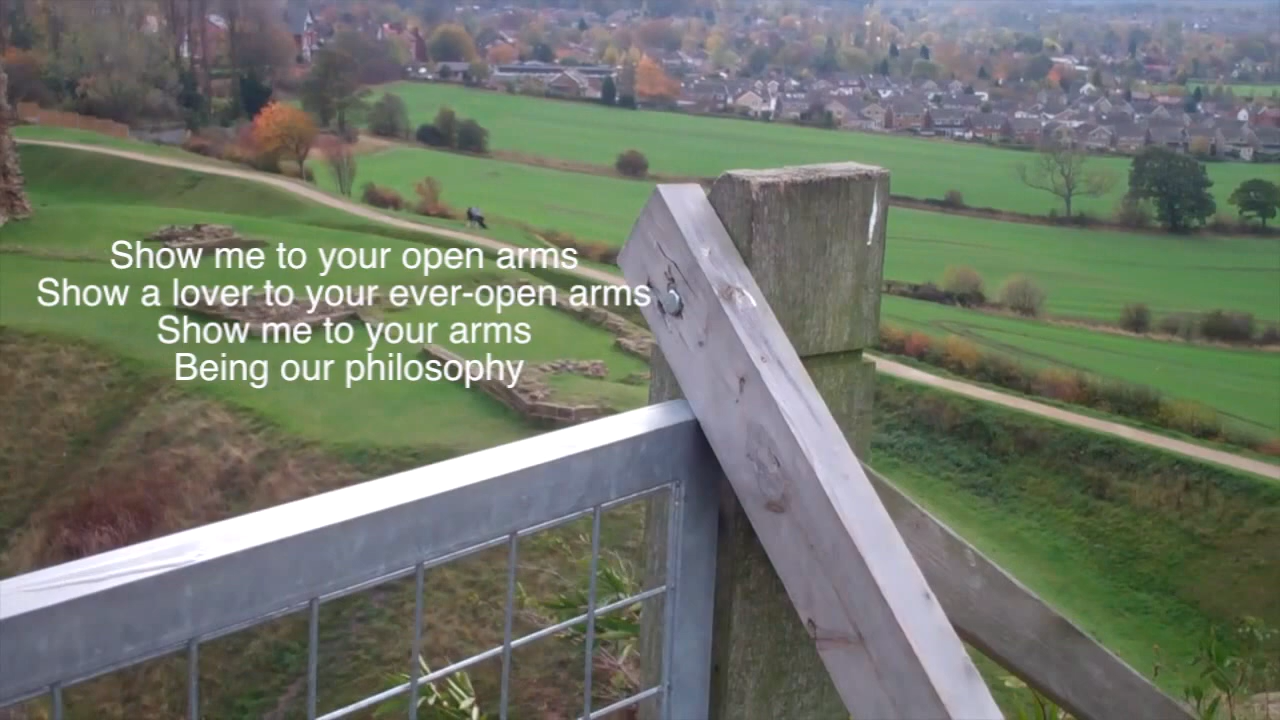 Show me to your open arms
Show a lover to your ever-open arms
Show me to your arms
Being our philosophy